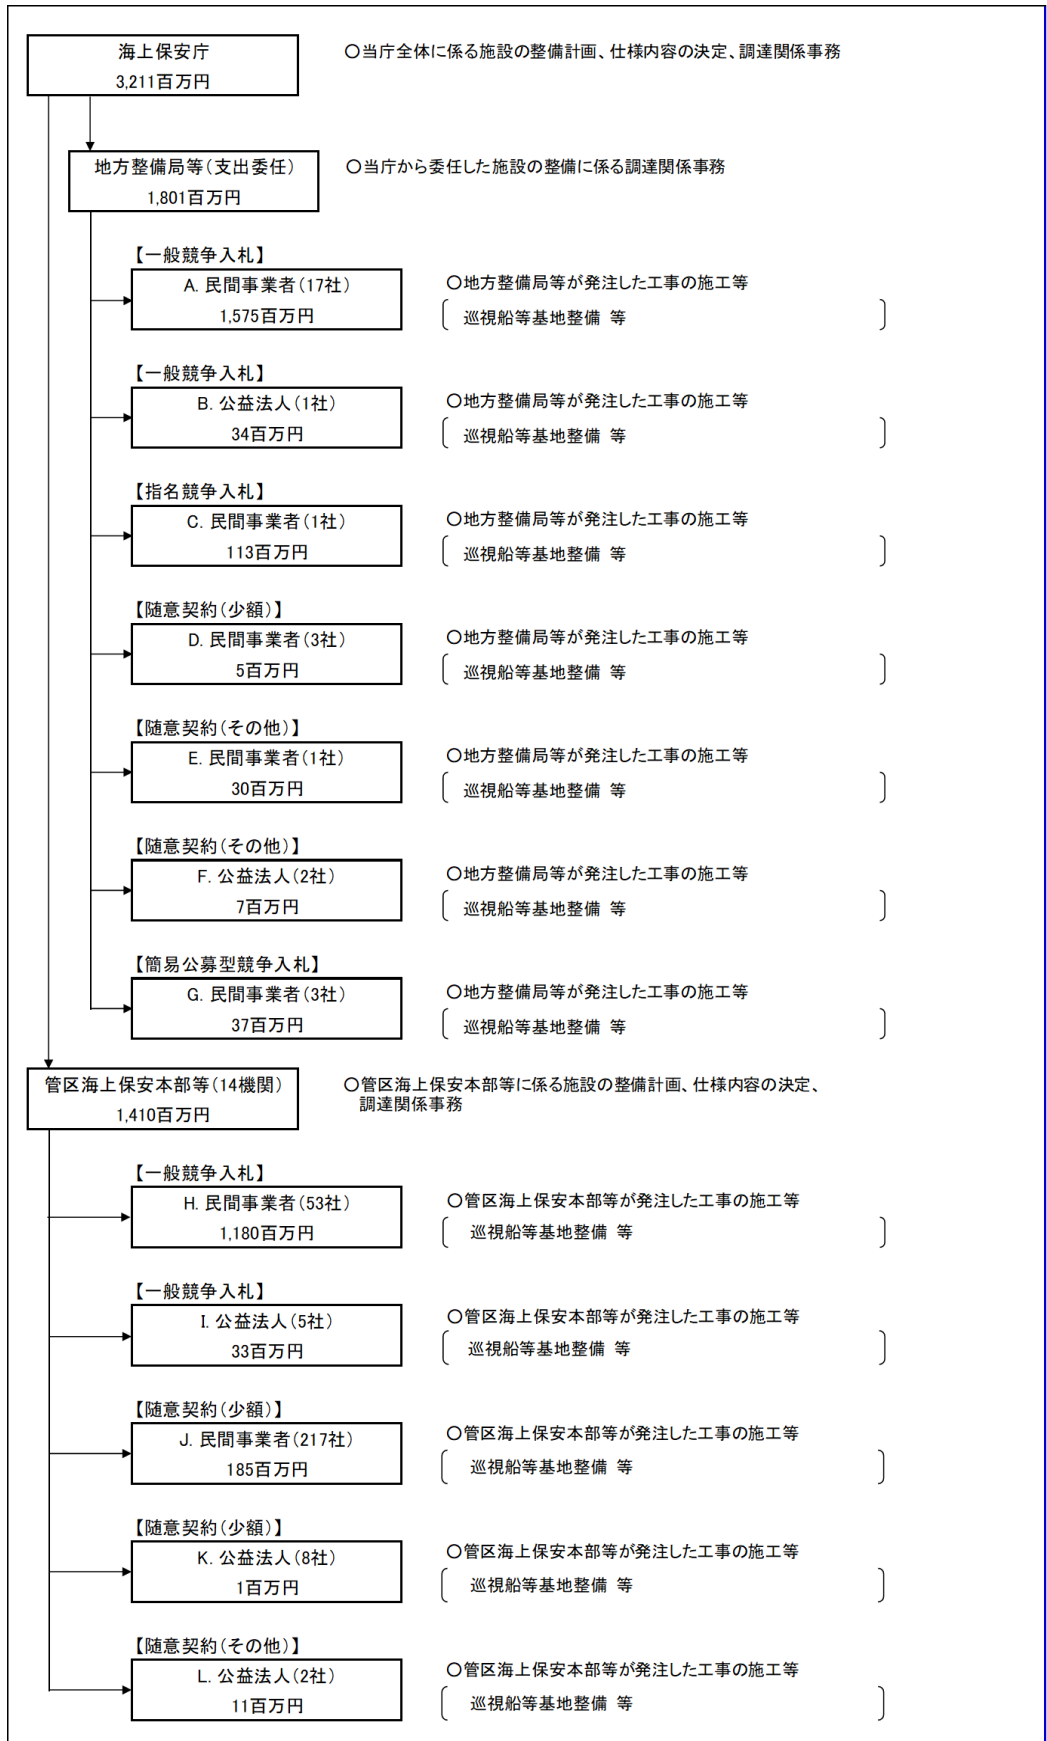 海上保安庁
3,211百万円
〇当庁全体に係る施設の整備計画、仕様内容の決定、調達関係事務
地方整備局等(支出委任)
1,801百万円
〇当庁から委任した施設の整備に係る調達関係事務
【一般競争入札】
A. 民間事業者(17社)
1,575百万円
〇地方整備局等が発注した工事の施工等
巡視船等基地整備 等
【一般競争入札】
B. 公益法人(1社)
34百万円
〇地方整備局等が発注した工事の施工等
巡視船等基地整備 等
【指名競争入札】
C. 民間事業者(1社)
113百万円
〇地方整備局等が発注した工事の施工等
巡視船等基地整備 等
【随意契約(少額)】
D. 民間事業者(3社)
5百万円
〇地方整備局等が発注した工事の施工等
巡視船等基地整備 等
【随意契約(その他)】
E. 民間事業者(1社)
30百万円
〇地方整備局等が発注した工事の施工等
巡視船等基地整備 等
【随意契約(その他)】
F. 公益法人(2社)
7百万円
〇地方整備局等が発注した工事の施工等
巡視船等基地整備 等
【簡易公募型競争入札】
G. 民間事業者(3社)
37百万円
〇地方整備局等が発注した工事の施工等
巡視船等基地整備 等
管区海上保安本部等(14機関)
1,410百万円
〇管区海上保安本部等に係る施設の整備計画、仕様内容の決定、
調達関係事務
【一般競争入札】
H. 民間事業者(53社)
1,180百万円
〇管区海上保安本部等が発注した工事の施工等
巡視船等基地整備 等
【一般競争入札】
I. 公益法人(5社)
33百万円
〇管区海上保安本部等が発注した工事の施工等
巡視船等基地整備 等
【随意契約(少額)】
J. 民間事業者(217社)
185百万円
〇管区海上保安本部等が発注した工事の施工等
巡視船等基地整備 等
【随意契約(少額)】
K. 公益法人(8社)
1百万円
〇管区海上保安本部等が発注した工事の施工等
巡視船等基地整備 等
【随意契約(その他)】
L. 公益法人(2社)
11百万円
〇管区海上保安本部等が発注した工事の施工等
巡視船等基地整備 等